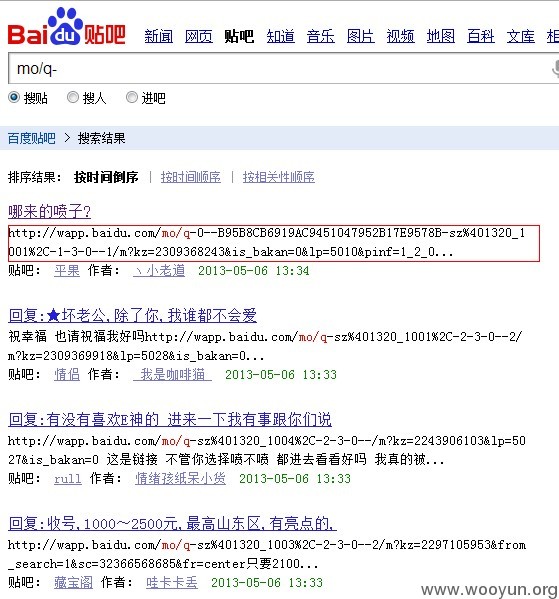 Bai du 贴吧 新闻 网页 贴吧 知道 音乐 图片 视频 地图 百科 文库
mo/q-
搜贴 搜人 进吧
百度贴吧 > 搜索结果
排序结果: 按时间倒序 | 按时间顺序 | 按相关性顺序
哪来的喷子?
http://wapp.baidu.com/mo/q-0--B95B8CB6919AC9451047952B17E9578B-sz%401320_1
001%2C-1-3-0--1/m?kz=2309368243&is_bakan=0&lp=5010&pinf=1_2_0...
贴吧: 苹果 作者: 丶小老道 2013-05-06 13:34
回复:★坏老公,除了你,我谁都不会爱
祝幸福 也请祝福我好吗http://wapp.baidu.com/mo/q-sz%401320_1001%2C-2-3-0--2/
m?kz=2309369918&lp=5028&is_bakan=0...
贴吧: 情侣 作者: _我是咖啡猫_ 2013-05-06 13:33
回复:有没有喜欢E神的 进来一下我有事跟你们说
http://wapp.baidu.com/mo/q-sz%401320_1004%2C-2-3-0--/m?kz=2243906103&lp=50
27&is_bakan=0 这是链接 不管你选择喷不喷 都进去看看好吗 我真的被...
贴吧: rull 作者: 情绪孩纸呆小货 2013-05-06 13:33
回复:收号,1000～2500元,最高山东区,有亮点的,
http://wapp.baidu.com/mo/q-sz%401320_1003%2C-2-3-0--2/m?kz=2297105953&from
_search=1&sc=32366568685&fr=center只要2100...
贴吧: 藏宝阁 作者: 哇卡卡丢 2013-05-06 13:33
www.wooyun.org